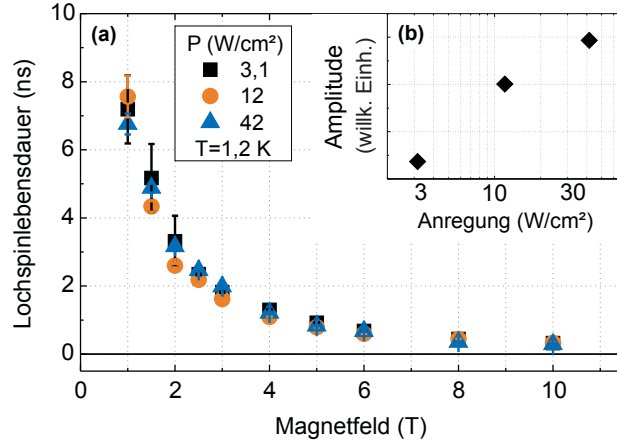 (a)
P (W/cm²)
3,1
12
42
T=1,2 K
Lochspinlebensdauer (ns)
10
8
6
4
2
0
0 2 4 6 8 10
Magnetfeld (T)
(b)
Amplitude
(willk. Einh.)
3 10 30
Anregung (W/cm²)